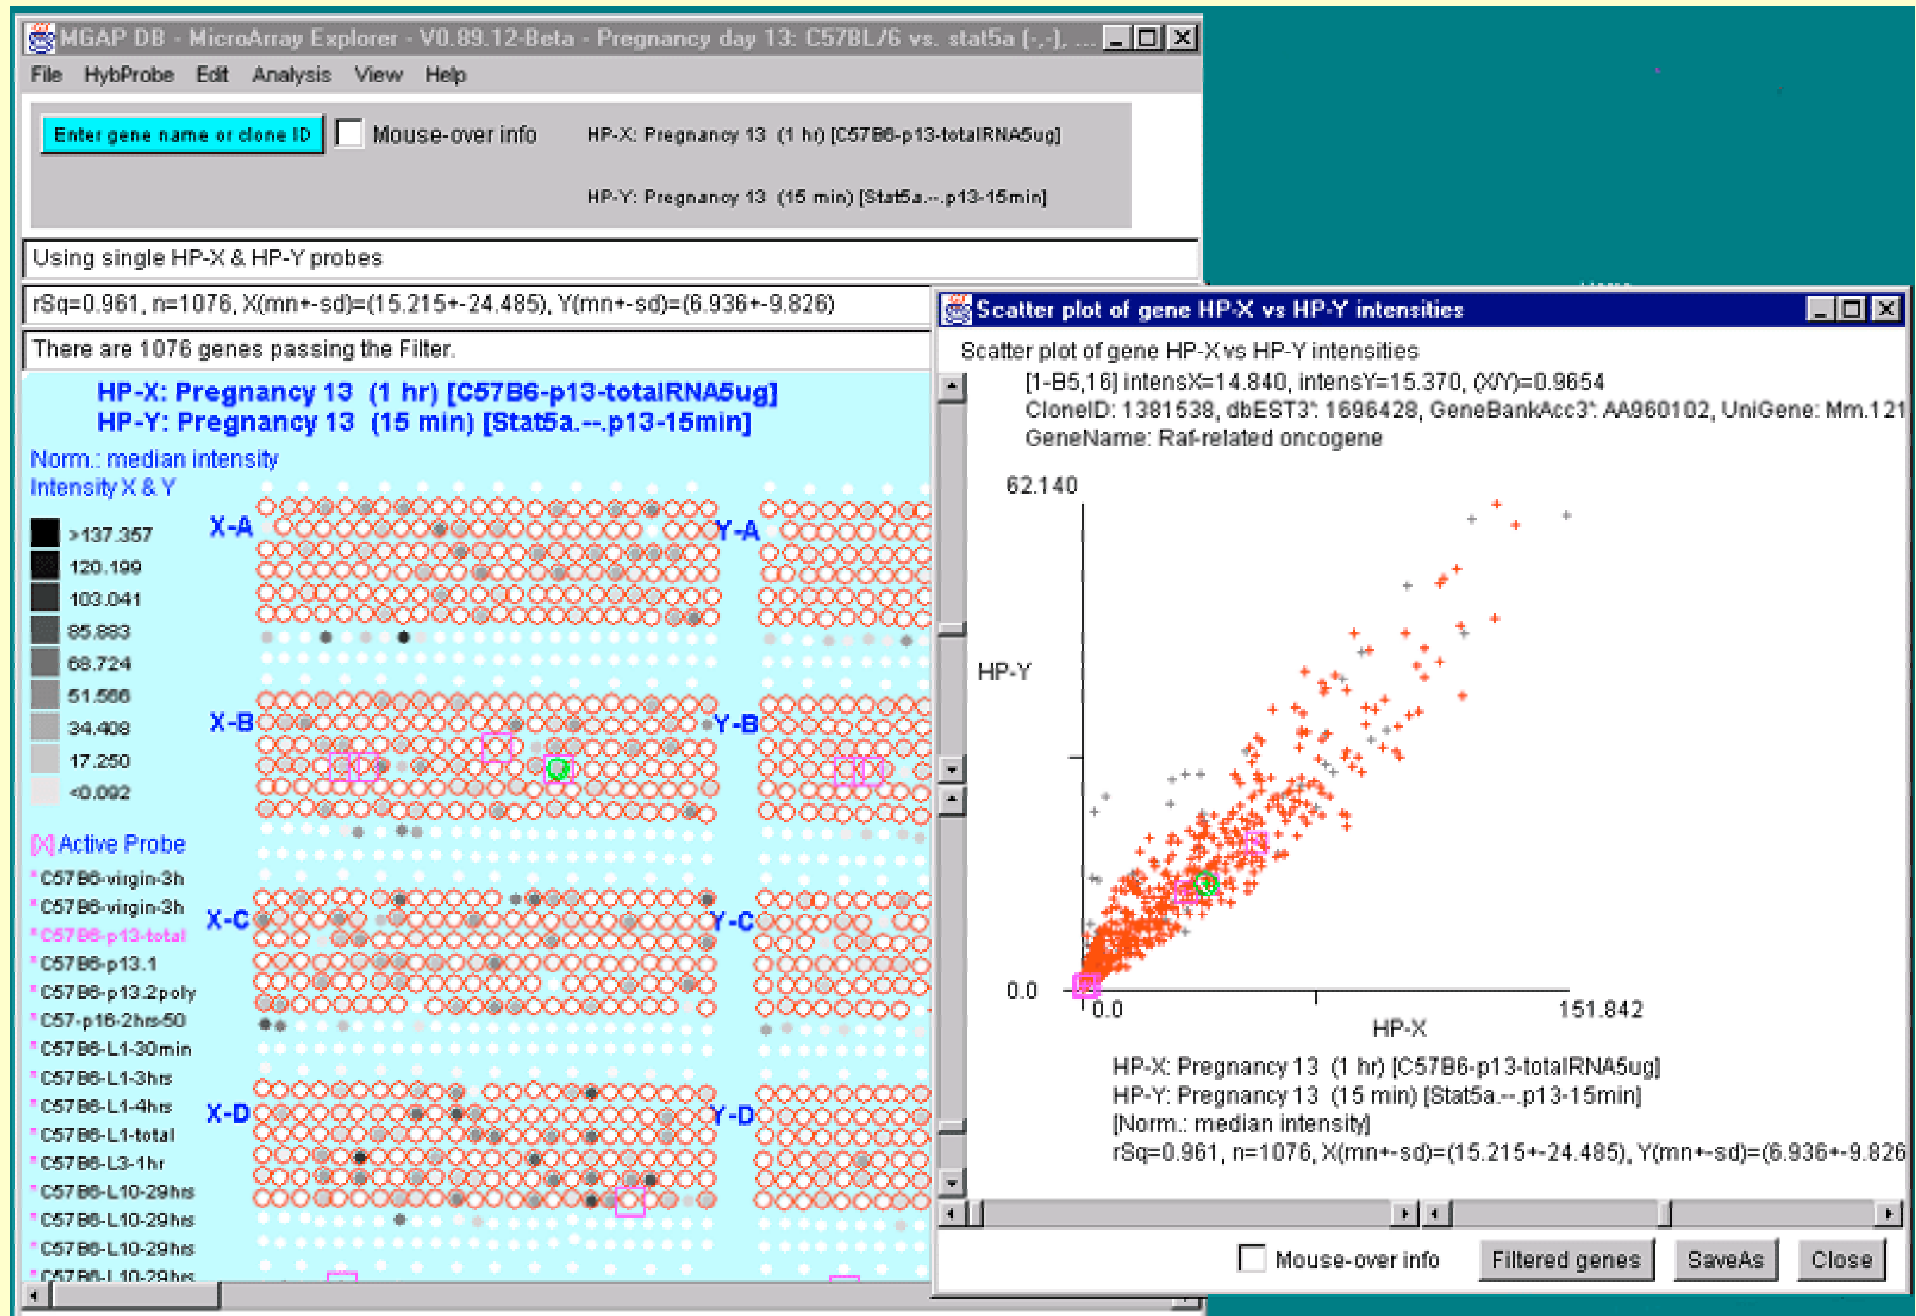 MGAP DB - MicroArray Explorer - V0.89.12-Beta - Pregnancy day 13: C57BL/6 vs. stat5a (-,-), ...
File HybProbe Edit Analysis View Help
Enter gene name or clone ID
Mouse-over info
HP-X: Pregnancy 13 (1 hr) [C57B6-p13-totalRNA5ug]
HP-Y: Pregnancy 13 (15 min) [Stat5a.--.p13-15min]
Using single HP-X & HP-Y probes
rSq=0.961, n=1076, X(mn+-sd)=(15.215+-24.485), Y(mn+-sd)=(6.936+-9.826)
There are 1076 genes passing the Filter.
HP-X: Pregnancy 13 (1 hr) [C57B6-p13-totalRNA5ug]
HP-Y: Pregnancy 13 (15 min) [Stat5a.--.p13-15min]
Norm.: median intensity
Intensity X & Y
>137.357
120.199
103.041
85.883
68.724
51.566
34.408
17.250
<0.092
X-A
Y-A
X-B
Y-B
X-C
Y-C
X-D
Y-D
[X] Active Probe
* C57B6-virgin-3h
* C57B6-virgin-3h
* C57B6-p13-total
* C57B6-p13.1
* C57B6-p13.2poly
* C57-p16-2hrs-50
* C57B6-L1-30min
* C57B6-L1-3hrs
* C57B6-L1-4hrs
* C57B6-L1-total
* C57B6-L3-1hr
* C57B6-L10-29hrs
* C57B6-L10-29hrs
* C57B6-L10-29hrs
* C57B6-L10-29hrs
Scatter plot of gene HP-X vs HP-Y intensities
Scatter plot of gene HP-X vs HP-Y intensities
[1-B5,16] intensX=14.840, intensY=15.370, (X/Y)=0.9654
CloneID: 1381538, dbEST3': 1696428, GeneBankAcc3': AA960102, UniGene: Mm.121
GeneName: Raf-related oncogene
62.140
HP-Y
0.0
0.0
151.842
HP-X
HP-X: Pregnancy 13 (1 hr) [C57B6-p13-totalRNA5ug]
HP-Y: Pregnancy 13 (15 min) [Stat5a.--.p13-15min]
[Norm.: median intensity]
rSq=0.961, n=1076, X(mn+-sd)=(15.215+-24.485), Y(mn+-sd)=(6.936+-9.826
Mouse-over info
Filtered genes
SaveAs
Close